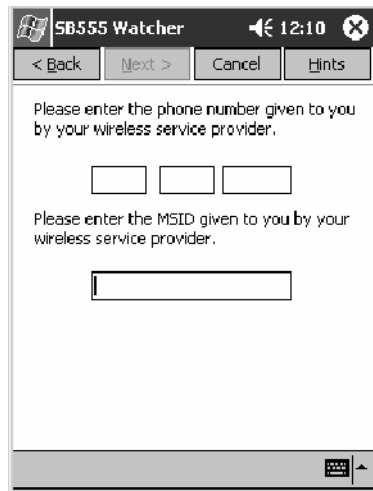 SB555 Watcher 12:10
< Back Next > Cancel Hints
Please enter the phone number given to you
by your wireless service provider.
Please enter the MSID given to you by your
wireless service provider.